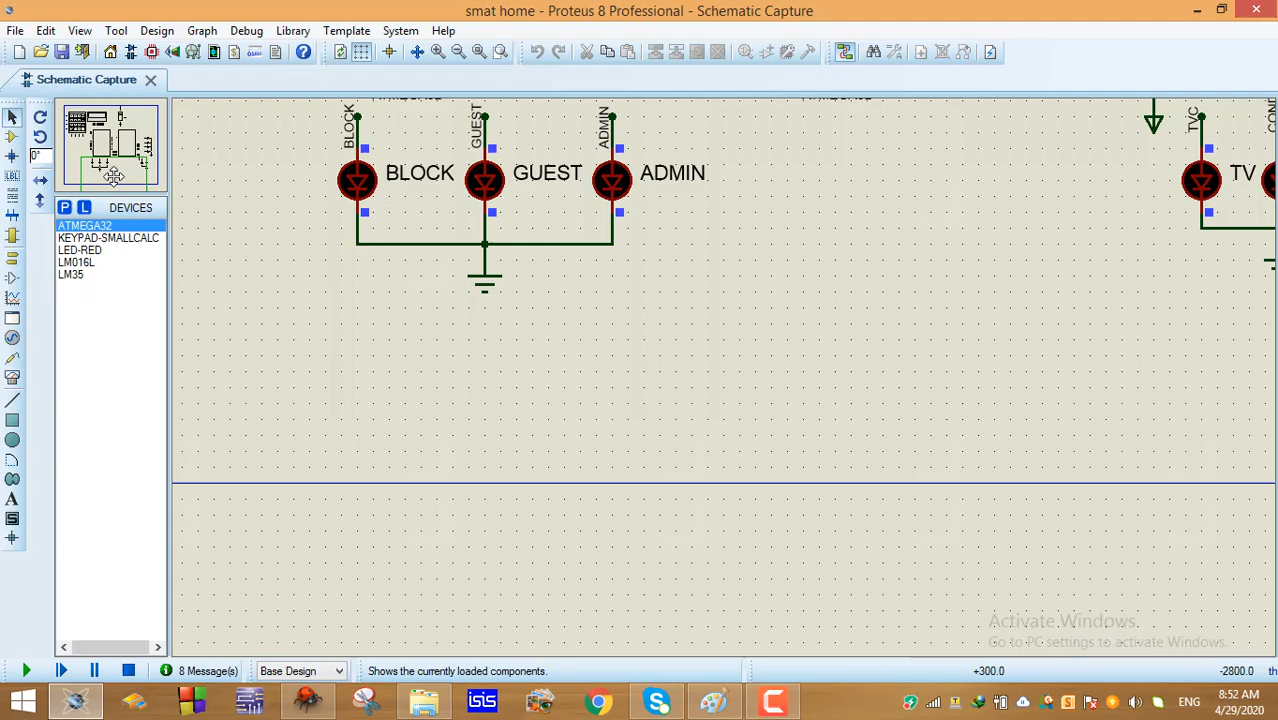 smat home - Proteus 8 Professional - Schematic Capture
File Edit View Tool Design Graph Debug Library Template System Help
Schematic Capture
0°
P L DEVICES
ATMEGA32
KEYPAD-SMALLCALC
LED-RED
LM016L
LM35
BLOCK GUEST ADMIN TVC
BLOCK GUEST ADMIN TV
Activate Windows
Go to PC settings to activate Windows.
8 Message(s) Base Design Shows the currently loaded components. +300.0 -2800.0 th
isis ENG
8:52 AM
4/29/2020